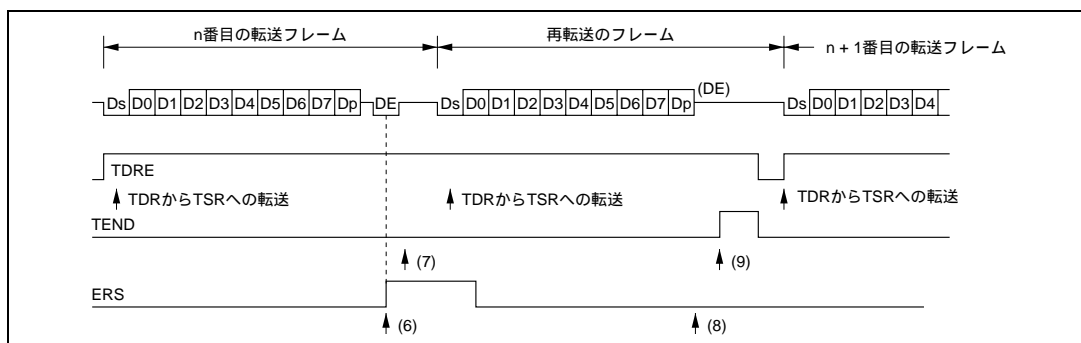 n番目の転送フレーム 再転送のフレーム n + 1番目の転送フレーム
Ds D0 D1 D2 D3 D4 D5 D6 D7 Dp DE Ds D0 D1 D2 D3 D4 D5 D6 D7 Dp (DE) Ds D0 D1 D2 D3 D4
TDRE
TDRからTSRへの転送 TDRからTSRへの転送 TDRからTSRへの転送
TEND
(7) (9)
ERS
(6) (8)